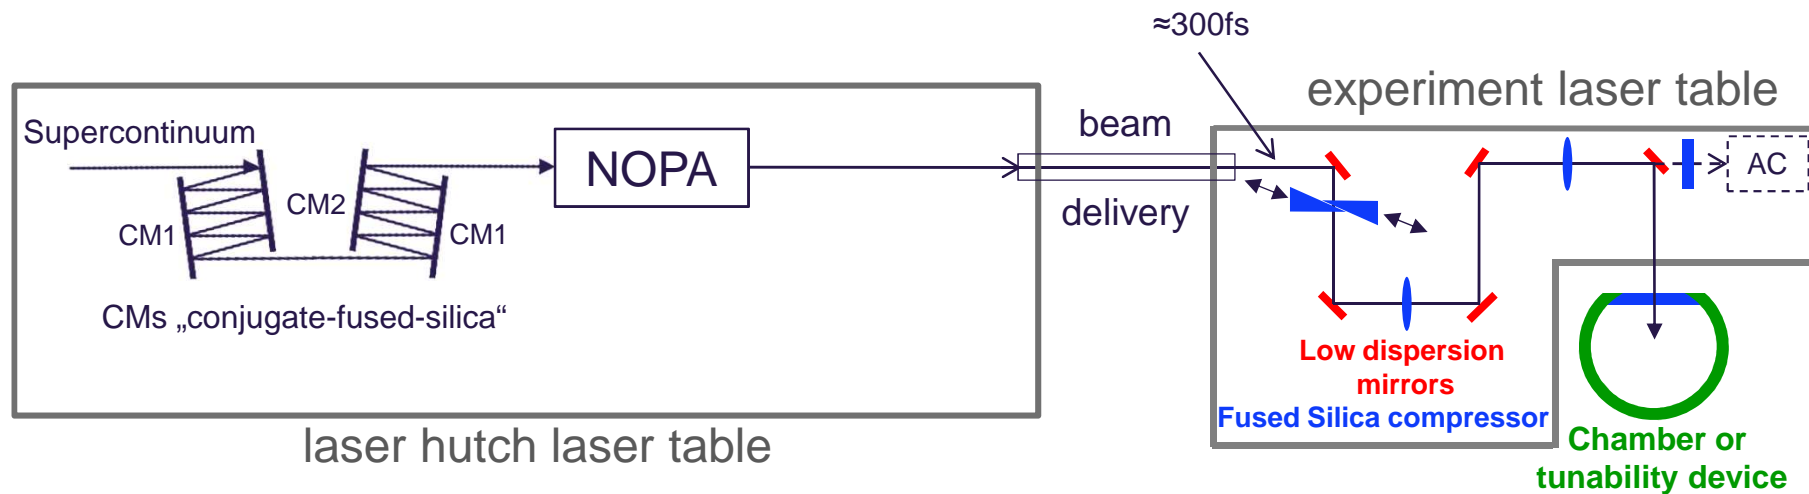 ≈300fs
experiment laser table
Supercontinuum
NOPA
beam
delivery
AC
CM1
CM2
CM1
CMs „conjugate-fused-silica“
Low dispersion
mirrors
Fused Silica compressor
Chamber or
tunability device
laser hutch laser table